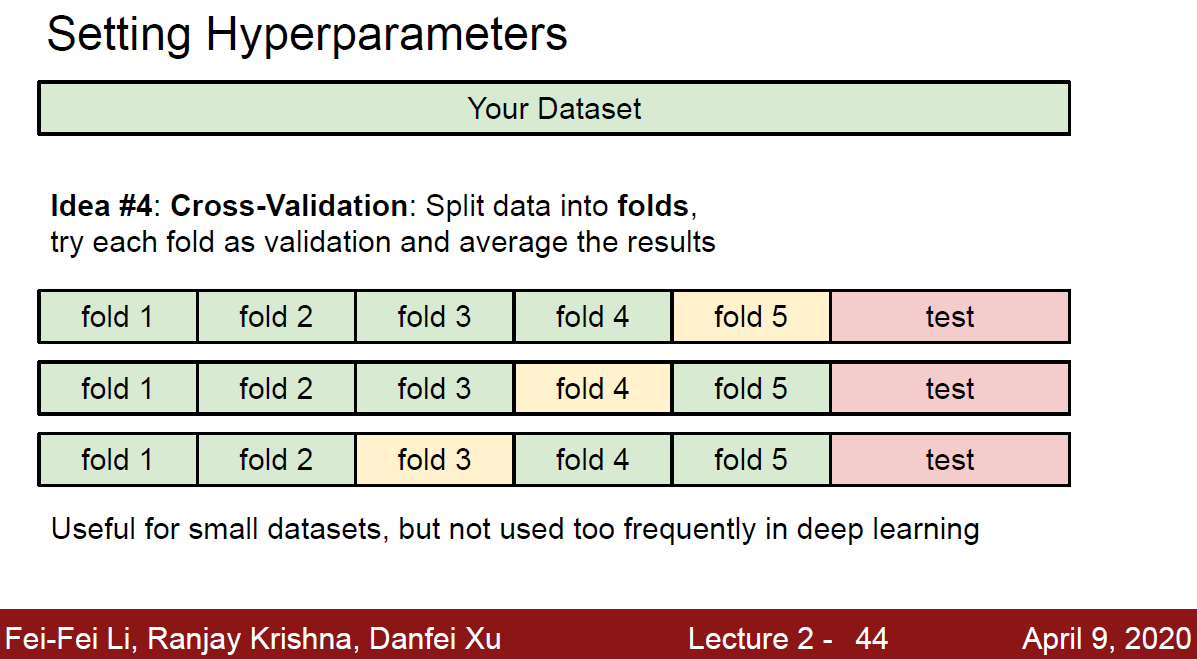 Setting Hyperparameters
Your Dataset
Idea #4: Cross-Validation: Split data into folds,
try each fold as validation and average the results
fold 1 fold 2 fold 3 fold 4 fold 5 test
fold 1 fold 2 fold 3 fold 4 fold 5 test
fold 1 fold 2 fold 3 fold 4 fold 5 test
Useful for small datasets, but not used too frequently in deep learning
Fei-Fei Li, Ranjay Krishna, Danfei Xu Lecture 2 - 44 April 9, 2020